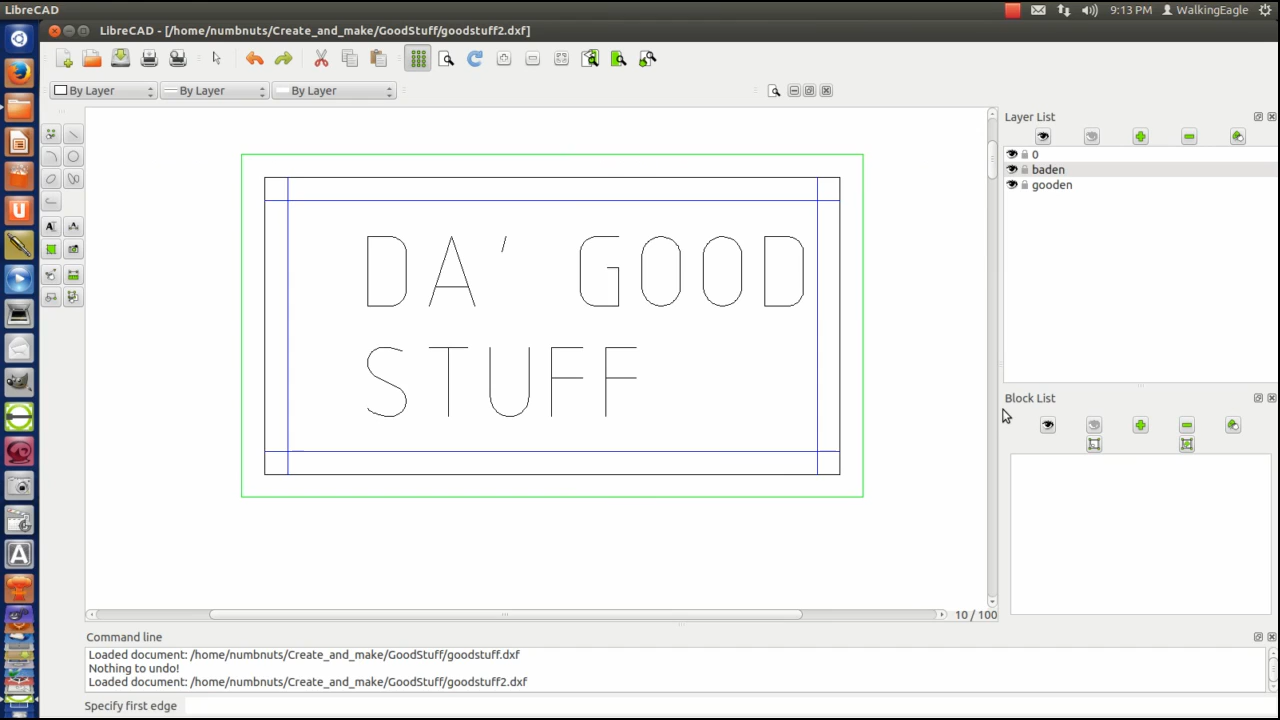 LibreCAD
9:13 PM
WalkingEagle
LibreCAD - [/home/numbnuts/Create_and_make/GoodStuff/goodstuff2.dxf]
By Layer
By Layer
By Layer
Layer List
0
baden
gooden
DA' GOOD
STUFF
Block List
10 / 100
Command line
Loaded document: /home/numbnuts/Create_and_make/GoodStuff/goodstuff.dxf
Nothing to undo!
Loaded document: /home/numbnuts/Create_and_make/GoodStuff/goodstuff2.dxf
Specify first edge